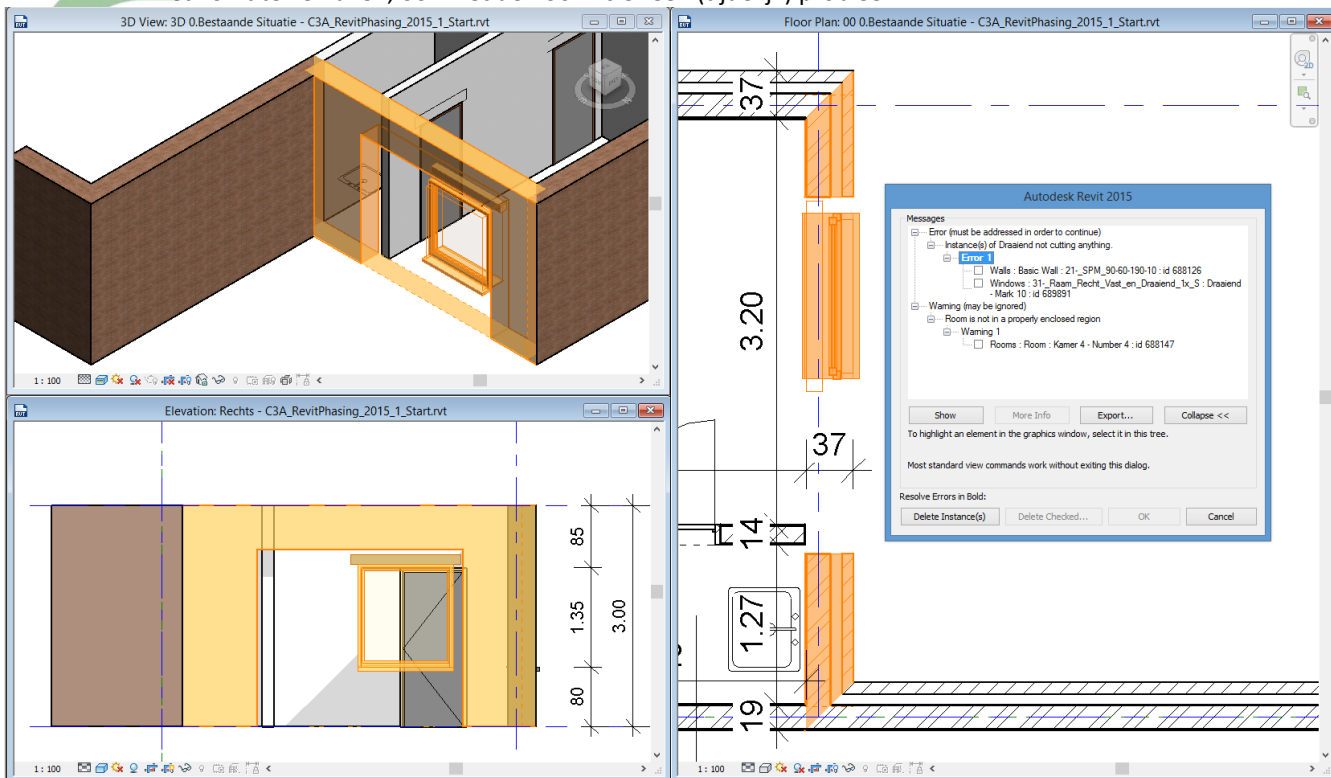 3D View: 3D 0.Bestaande Situatie - C3A_RevitPhasing_2015_1_Start.rvt
1 : 100
Elevation: Rechts - C3A_RevitPhasing_2015_1_Start.rvt
85
1.35
3.00
80
1 : 100
Floor Plan: 00 0.Bestaande Situatie - C3A_RevitPhasing_2015_1_Start.rvt
2D
37
3.20
37
14
1.27
19
1 : 100
Autodesk Revit 2015
Messages
Error (must be addressed in order to continue)
Instance(s) of Draaiend not cutting anything.
Error 1
Walls : Basic Wall : 21-_SPM_90-60-190-10 : id 688126
Windows : 31-_Raam_Recht_Vast_en_Draaiend_1x_S : Draaiend
- Mark 10 : id 689891
Warning (may be ignored)
Room is not in a properly enclosed region
Warning 1
Rooms : Room : Kamer 4 - Number 4 : id 688147
Show More Info Export... Collapse <<
To highlight an element in the graphics window, select it in this tree.
Most standard view commands work without exiting this dialog.
Resolve Errors in Bold:
Delete Instance(s) Delete Checked... OK Cancel